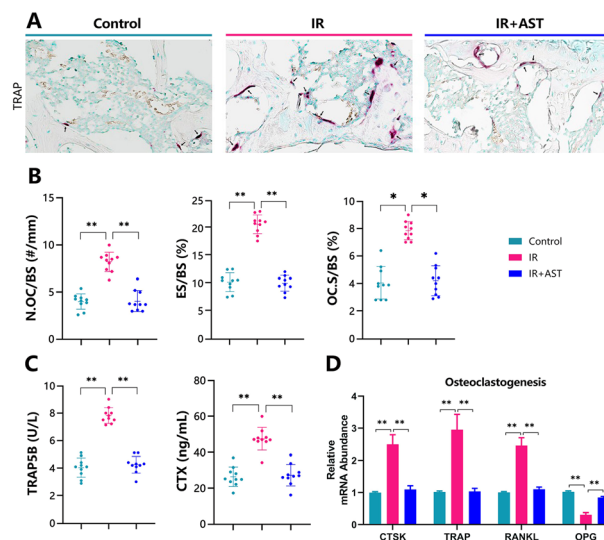 A
Control
IR
IR+AST
TRAP
B
N.OC/BS (#/mm)
15
10
5
0
**
**
ES/BS (%)
25
20
15
10
5
0
**
**
OC.S/BS (%)
10
8
6
4
2
0
*
*
Control
IR
IR+AST
C
TRAP5B (U/L)
10
8
6
4
2
0
**
**
CTX (ng/mL)
80
60
40
20
0
**
**
D
Osteoclastogenesis
Relative
mRNA Abundance
4
3
2
1
0
** **
** **
** **
** **
CTSK
TRAP
RANKL
OPG